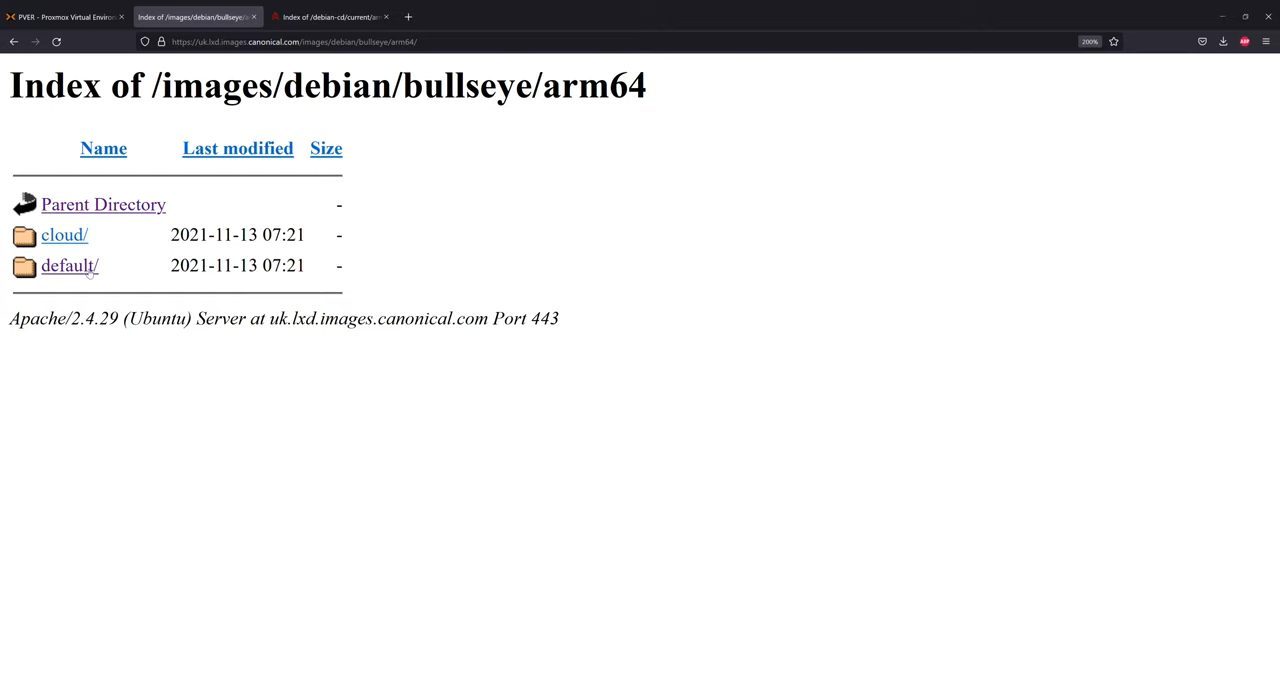 PVER - Proxmox Virtual Environ
Index of /images/debian/bullseye/a
Index of /debian-cd/current/arm
https://uk.lxd.images.canonical.com/images/debian/bullseye/arm64/
200%
ABP
Index of /images/debian/bullseye/arm64
Name Last modified Size
Parent Directory -
cloud/ 2021-11-13 07:21 -
default/ 2021-11-13 07:21 -
Apache/2.4.29 (Ubuntu) Server at uk.lxd.images.canonical.com Port 443